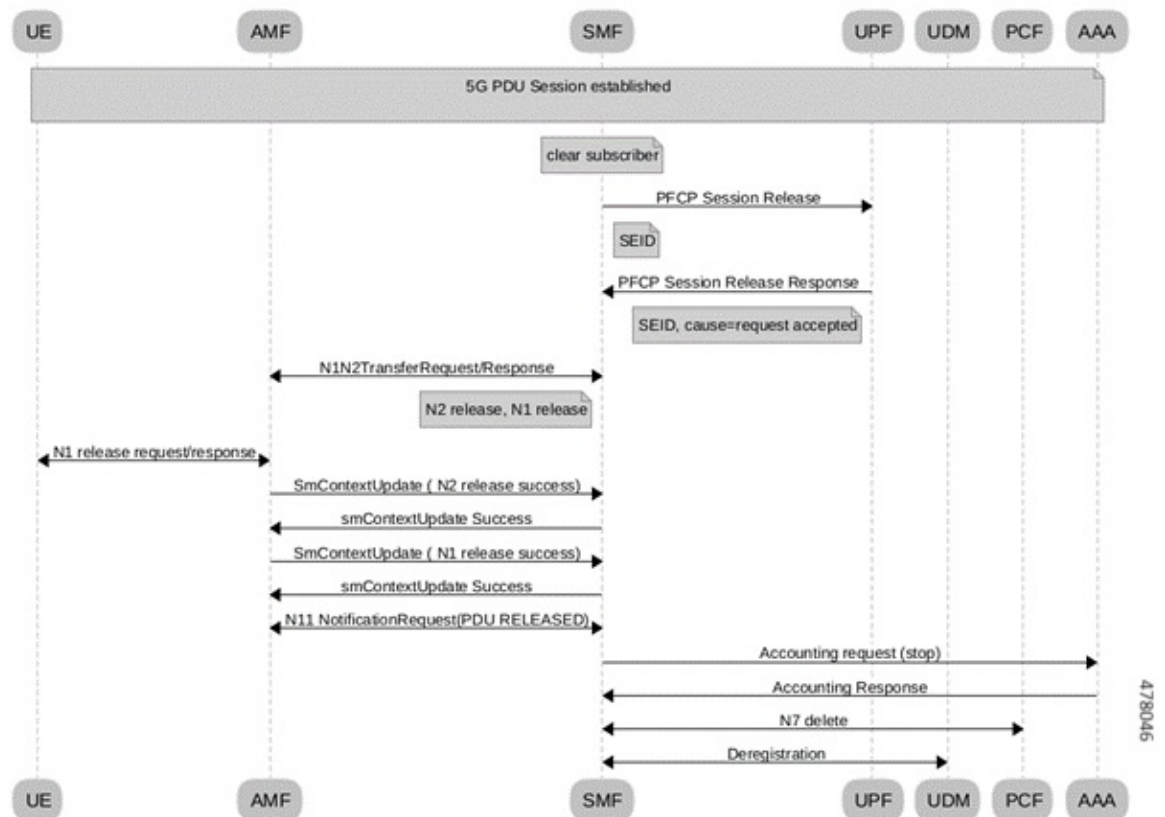 UE AMF SMF UPF UDM PCF AAA
5G PDU Session established
clear subscriber
PFCP Session Release
SEID
PFCP Session Release Response
SEID, cause=request accepted
N1N2TransferRequest/Response
N2 release, N1 release
N1 release request/response
SmContextUpdate ( N2 release success)
smContextUpdate Success
SmContextUpdate ( N1 release success)
smContextUpdate Success
N11 NotificationRequest(PDU RELEASED)
Accounting request (stop)
Accounting Response
N7 delete
Deregistration
UE AMF SMF UPF UDM PCF AAA
478046